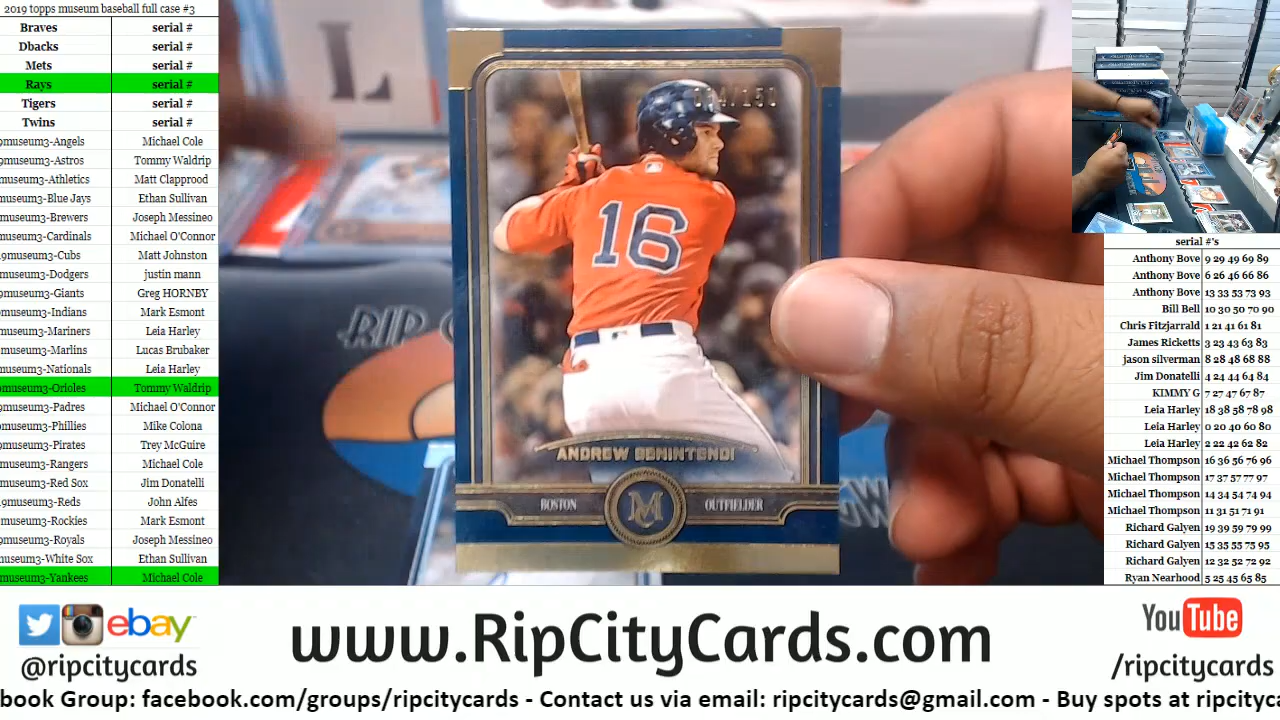 2019 topps museum baseball full case #3
Braves serial #
Dbacks serial #
Mets serial #
Rays serial #
Tigers serial #
Twins serial #
9museum3-Angels Michael Cole
9museum3-Astros Tommy Waldrip
museum3-Athletics Matt Clapprood
museum3-Blue Jays Ethan Sullivan
museum3-Brewers Joseph Messineo
museum3-Cardinals Michael O'Connor
19museum3-Cubs Matt Johnston
museum3-Dodgers justin mann
9museum3-Giants Greg HORNBY
museum3-Indians Mark Esmont
museum3-Mariners Leia Harley
museum3-Marlins Lucas Brubaker
museum3-Nationals Leia Harley
museum3-Orioles Tommy Waldrip
9museum3-Padres Michael O'Connor
museum3-Phillies Mike Colona
9museum3-Pirates Trey McGuire
museum3-Rangers Michael Cole
museum3-Red Sox Jim Donatelli
19museum3-Reds John Alfes
museum3-Rockies Mark Esmont
museum3-Royals Joseph Messineo
museum3-White Sox Ethan Sullivan
museum3-Yankees Michael Cole
L
/150
16
ANDREW BENINTENDI
BOSTON M OUTFIELDER
RIP
serial #'s
Anthony Bove 9 29 49 69 89
Anthony Bove 6 26 46 66 86
Anthony Bove 13 33 53 73 93
Bill Bell 10 30 50 70 90
Chris Fitzjarrald 1 21 41 61 81
James Ricketts 3 23 43 63 83
jason silverman 8 28 48 68 88
Jim Donatelli 4 24 44 64 84
KIMMY G 7 27 47 67 87
Leia Harley 18 38 58 78 98
Leia Harley 0 20 40 60 80
Leia Harley 2 22 42 62 82
Michael Thompson 16 36 56 76 96
Michael Thompson 17 37 57 77 97
Michael Thompson 14 34 54 74 94
Michael Thompson 11 31 51 71 91
Richard Galyen 19 39 59 79 99
Richard Galyen 15 35 55 75 95
Richard Galyen 12 32 52 72 92
Ryan Nearhood 5 25 45 65 85
ebay
@ripcitycards
www.RipCityCards.com
YouTube
/ripcitycards
book Group: facebook.com/groups/ripcitycards - Contact us via email: ripcitycards@gmail.com - Buy spots at ripcityca